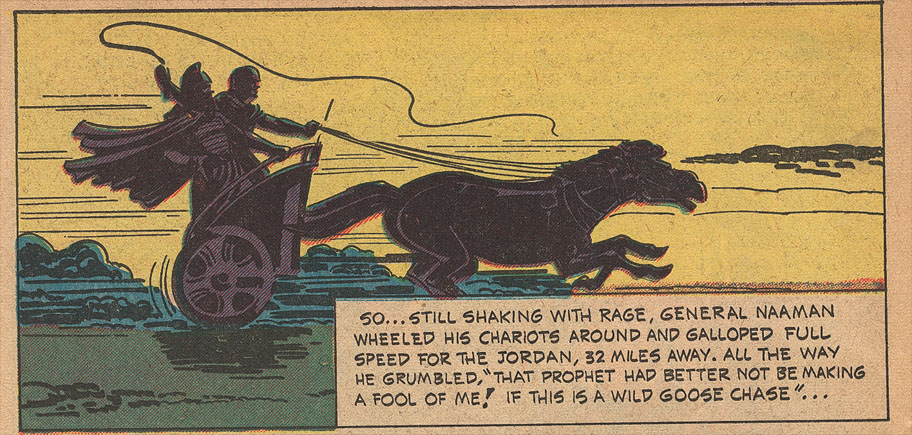 SO...STILL SHAKING WITH RAGE, GENERAL NAAMAN
WHEELED HIS CHARIOTS AROUND AND GALLOPED FULL
SPEED FOR THE JORDAN, 32 MILES AWAY. ALL THE WAY
HE GRUMBLED, "THAT PROPHET HAD BETTER NOT BE MAKING
A FOOL OF ME! IF THIS IS A WILD GOOSE CHASE"...